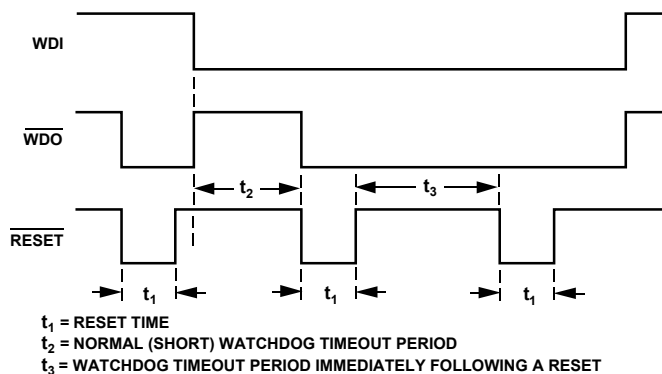 WDI
WDO
t2
t3
RESET
t1
t1
t1
t1 = RESET TIME
t2 = NORMAL (SHORT) WATCHDOG TIMEOUT PERIOD
t3 = WATCHDOG TIMEOUT PERIOD IMMEDIATELY FOLLOWING A RESET